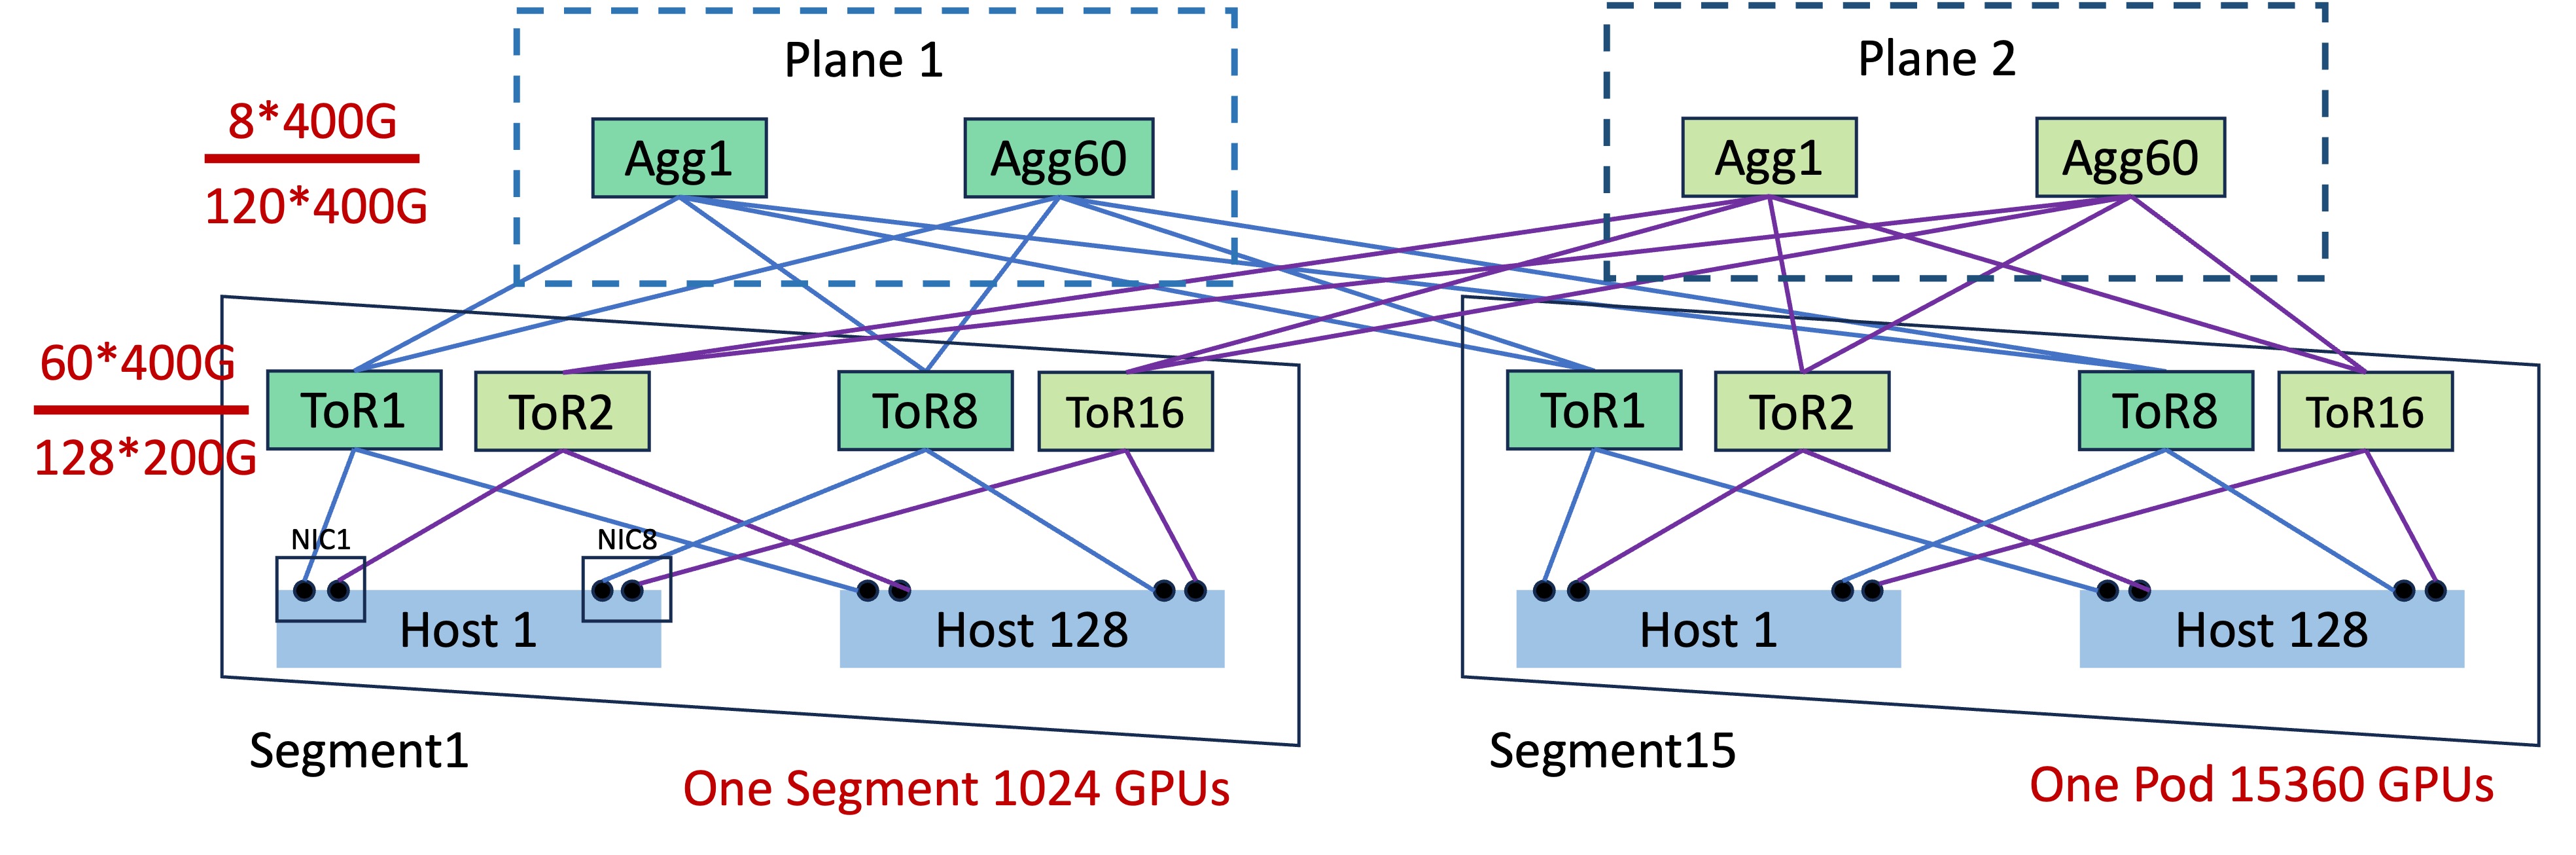 Plane 1
Plane 2
8*400G
120*400G
Agg1
Agg60
Agg1
Agg60
60*400G
128*200G
ToR1
ToR2
ToR8
ToR16
ToR1
ToR2
ToR8
ToR16
NIC1
NIC8
Host 1
Host 128
Host 1
Host 128
Segment1
Segment15
One Segment 1024 GPUs
One Pod 15360 GPUs